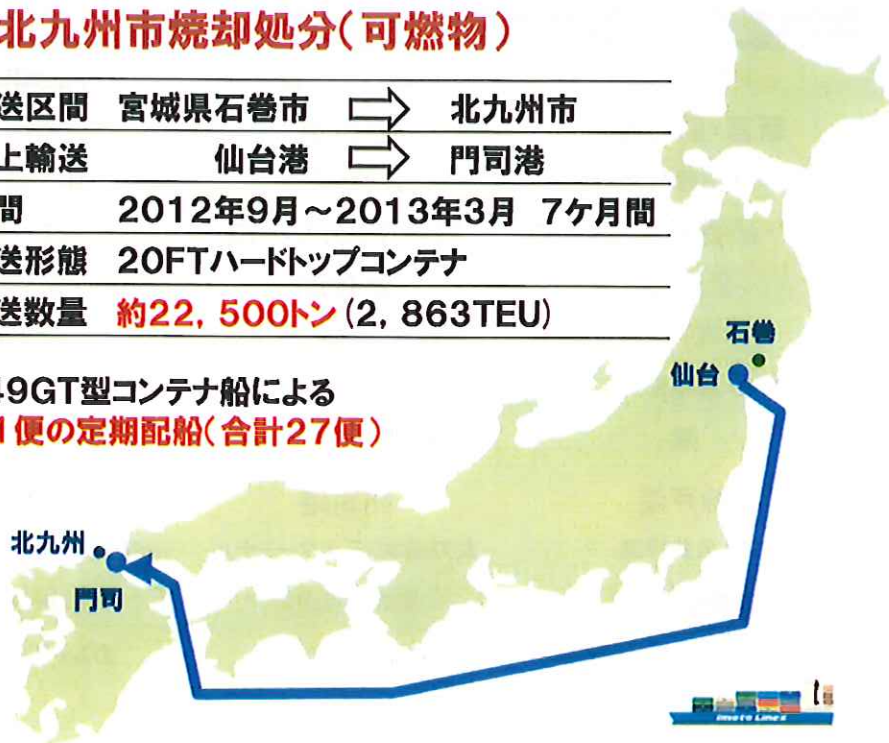 北九州市焼却処分(可燃物)
送区間 宮城県石巻市 ⇨ 北九州市
上輸送 仙台港 ⇨ 門司港
間 2012年9月～2013年3月 7ケ月間
送形態 20FTハードトップコンテナ
送数量 約22,500トン(2,863TEU)
49GT型コンテナ船による
1便の定期配船(合計27便)
石巻
仙台
北九州
門司
Imoto Lines